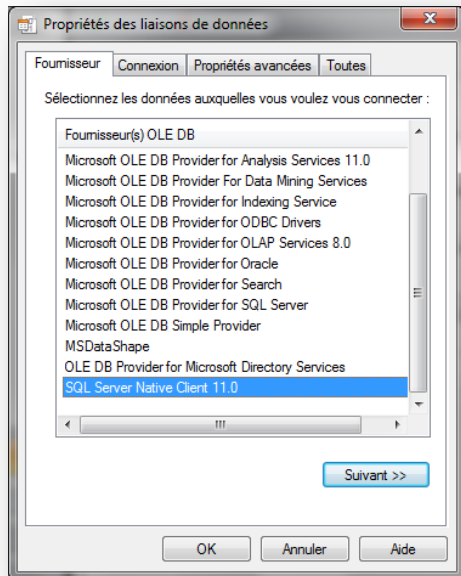 Propriétés des liaisons de données
Fournisseur Connexion Propriétés avancées Toutes
Sélectionnez les données auxquelles vous voulez vous connecter :
Fournisseur(s) OLE DB
Microsoft OLE DB Provider for Analysis Services 11.0
Microsoft OLE DB Provider For Data Mining Services
Microsoft OLE DB Provider for Indexing Service
Microsoft OLE DB Provider for ODBC Drivers
Microsoft OLE DB Provider for OLAP Services 8.0
Microsoft OLE DB Provider for Oracle
Microsoft OLE DB Provider for Search
Microsoft OLE DB Provider for SQL Server
Microsoft OLE DB Simple Provider
MSDataShape
OLE DB Provider for Microsoft Directory Services
SQL Server Native Client 11.0
Suivant >>
OK Annuler Aide